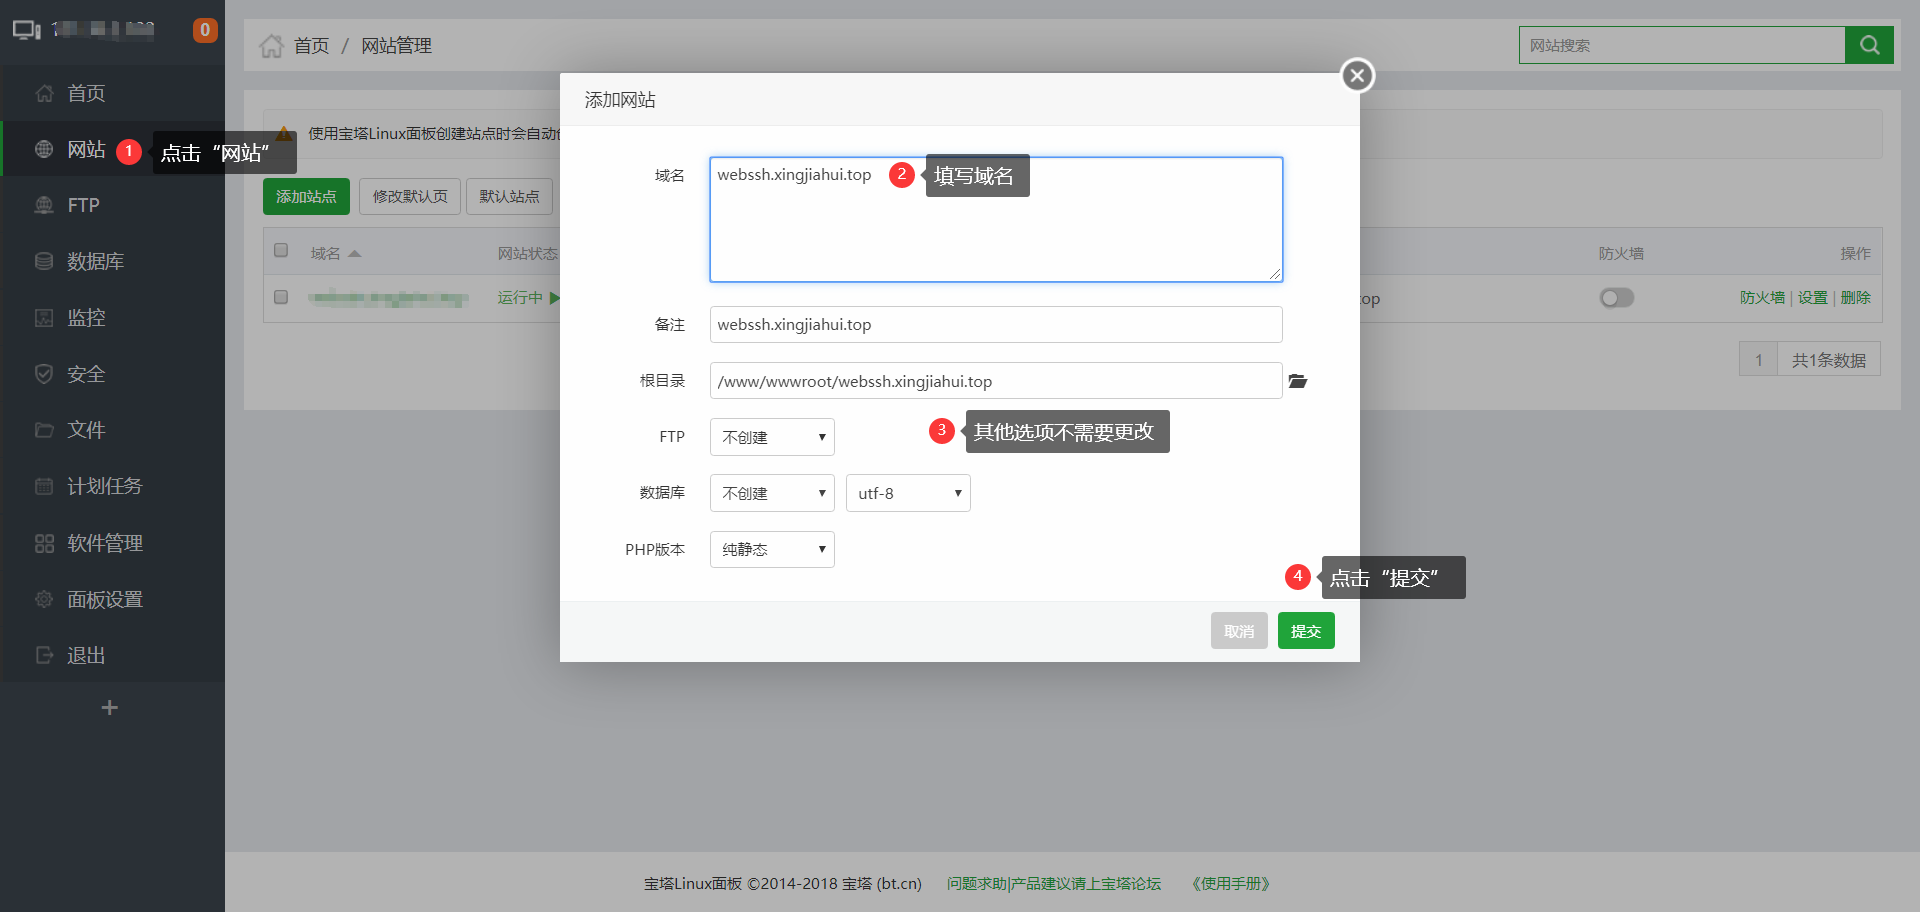 0
首页
网站
1
点击“网站”
FTP
数据库
监控
安全
文件
计划任务
软件管理
面板设置
退出
+
首页 / 网站管理
网站搜索
使用宝塔Linux面板创建站点时会自动
添加站点
修改默认页
默认站点
域名
网站状态
防火墙
操作
运行中
top
防火墙 | 设置 | 删除
1
共1条数据
添加网站
域名
webssh.xingjiahui.top
2
填写域名
备注
webssh.xingjiahui.top
根目录
/www/wwwroot/webssh.xingjiahui.top
FTP
不创建
3
其他选项不需要更改
数据库
不创建
utf-8
PHP版本
纯静态
4
点击“提交”
取消
提交
宝塔Linux面板 ©2014-2018 宝塔 (bt.cn)
问题求助|产品建议请上宝塔论坛
《使用手册》